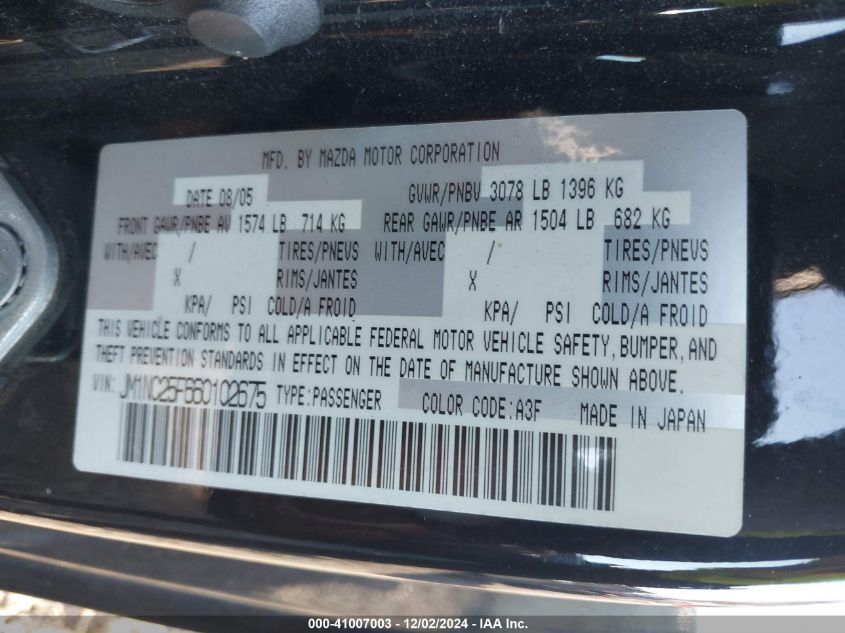 MFD. BY MAZDA MOTOR CORPORATION
DATE 08/05 GVWR/PNBV 3078 LB 1396 KG
FRONT GAWR/PNBE AV 1574 LB 714 KG REAR GAWR/PNBE AR 1504 LB 682 KG
WITH/AVEC / TIRES/PNEUS WITH/AVEC / TIRES/PNEUS
X RIMS/JANTES X RIMS/JANTES
KPA/ PSI COLD/A FROID KPA/ PSI COLD/A FROID
THIS VEHICLE CONFORMS TO ALL APPLICABLE FEDERAL MOTOR VEHICLE SAFETY, BUMPER, AND
THEFT PREVENTION STANDARDS IN EFFECT ON THE DATE OF MANUFACTURE SHOWN ABOVE.
VIN: JM1NC25F660102675 TYPE:PASSENGER COLOR CODE:A3F MADE IN JAPAN
000-41007003 - 12/02/2024 - IAA Inc.